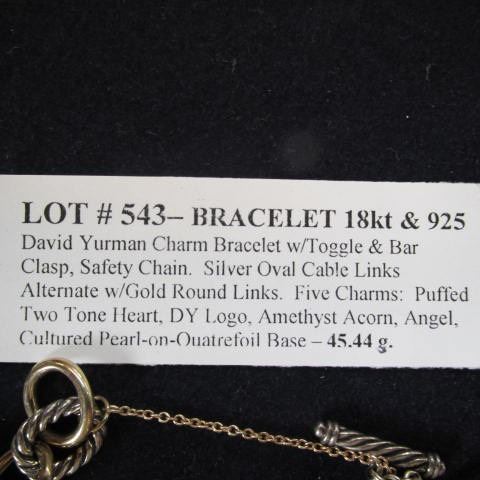 LOT # 543– BRACELET 18kt & 925
David Yurman Charm Bracelet w/Toggle & Bar
Clasp, Safety Chain. Silver Oval Cable Links
Alternate w/Gold Round Links. Five Charms: Puffed
Two Tone Heart, DY Logo, Amethyst Acorn, Angel,
Cultured Pearl-on-Quatrefoil Base – 45.44 g.